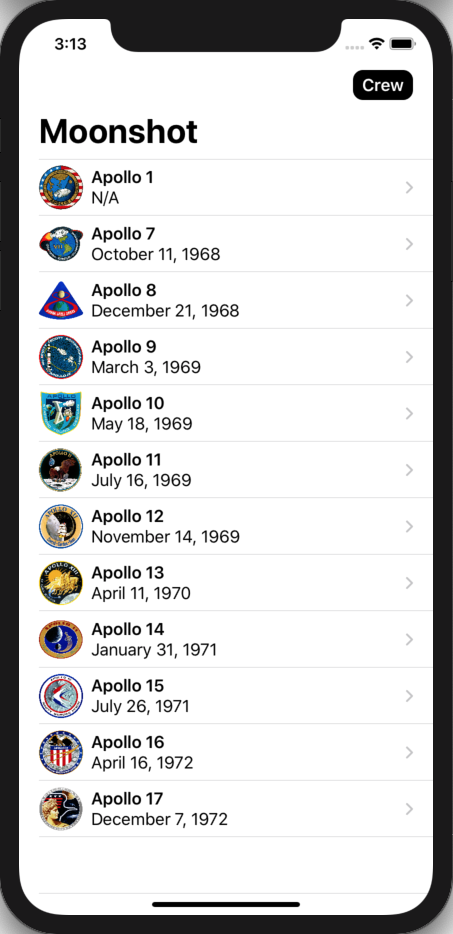 3:13
Crew
Moonshot
Apollo 1
N/A
Apollo 7
October 11, 1968
Apollo 8
December 21, 1968
Apollo 9
March 3, 1969
Apollo 10
May 18, 1969
Apollo 11
July 16, 1969
Apollo 12
November 14, 1969
Apollo 13
April 11, 1970
Apollo 14
January 31, 1971
Apollo 15
July 26, 1971
Apollo 16
April 16, 1972
Apollo 17
December 7, 1972